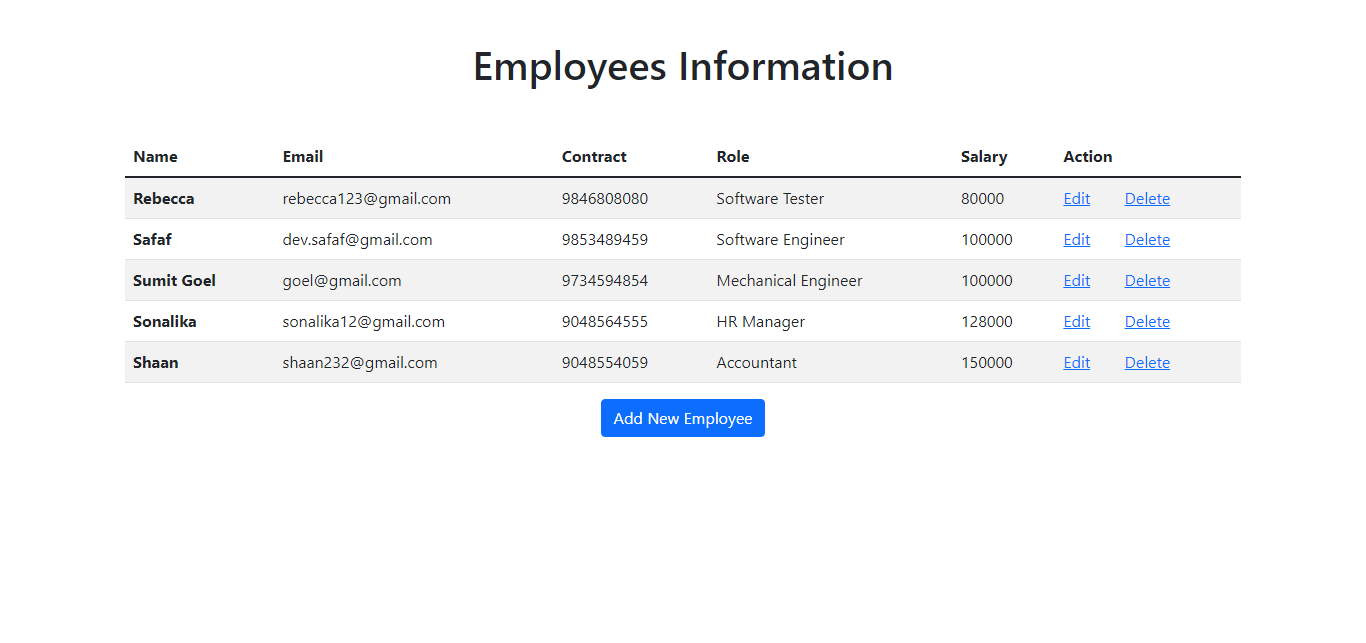 Employees Information
Name Email Contract Role Salary Action
Rebecca rebecca123@gmail.com 9846808080 Software Tester 80000 Edit Delete
Safaf dev.safaf@gmail.com 9853489459 Software Engineer 100000 Edit Delete
Sumit Goel goel@gmail.com 9734594854 Mechanical Engineer 100000 Edit Delete
Sonalika sonalika12@gmail.com 9048564555 HR Manager 128000 Edit Delete
Shaan shaan232@gmail.com 9048554059 Accountant 150000 Edit Delete
Add New Employee